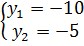 y₁ = −10
y₂ = −5